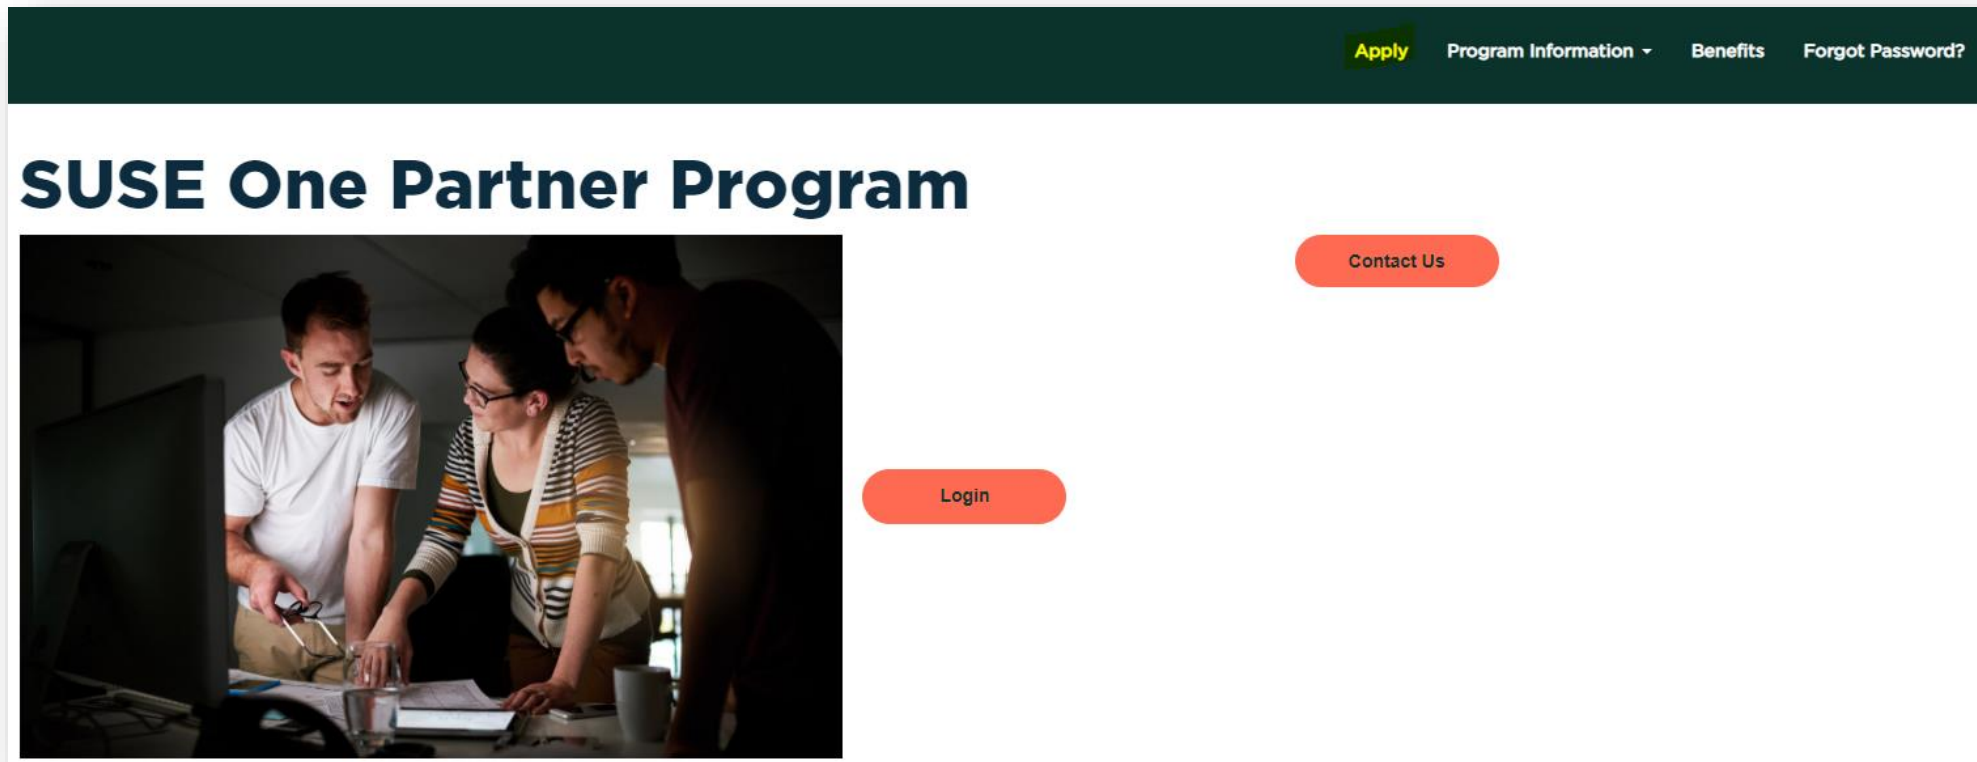 Apply Program Information Benefits Forgot Password?
SUSE One Partner Program
Contact Us
Login